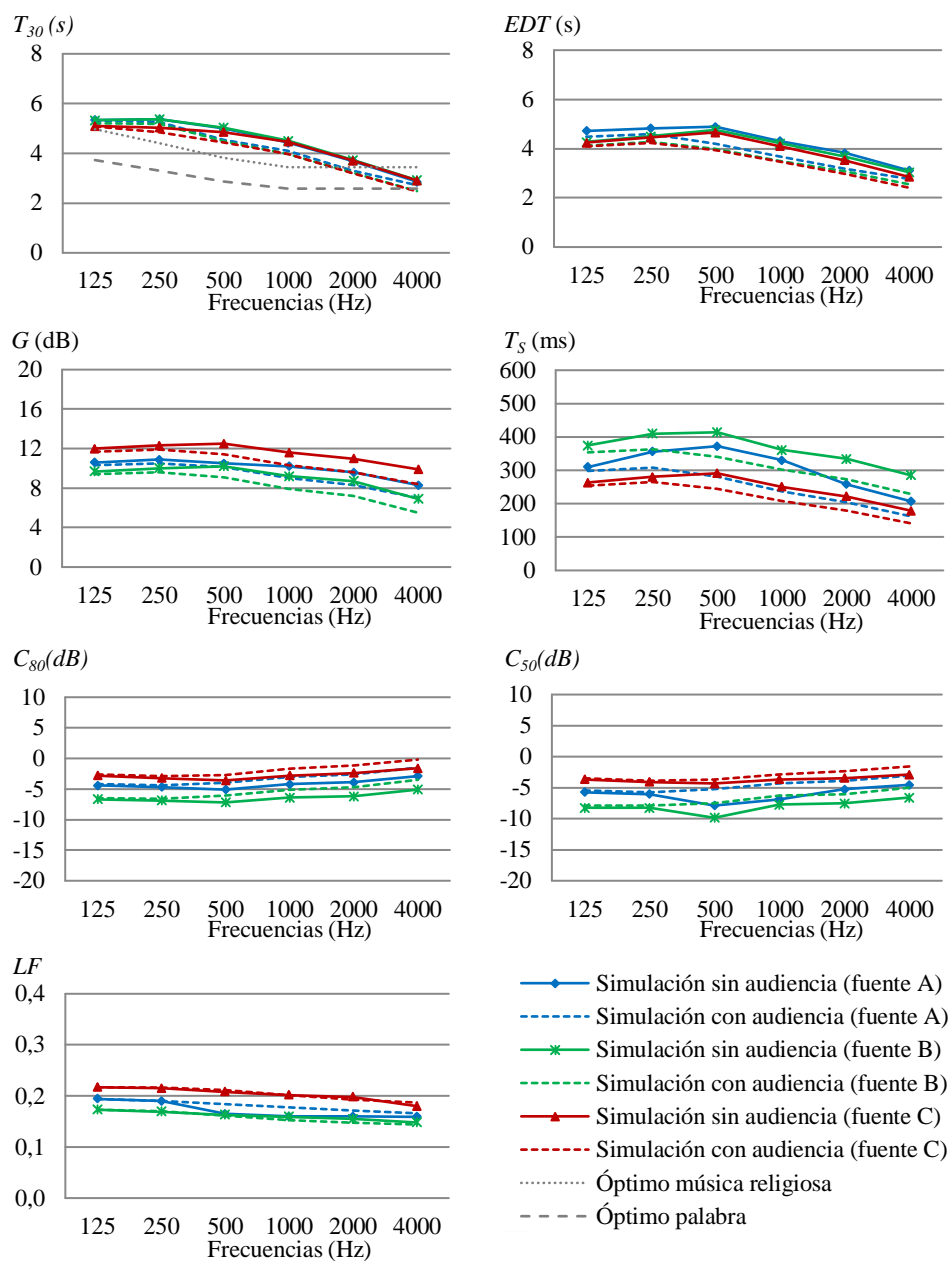 T30 (s)
8
6
4
2
0
125 250 500 1000 2000 4000
Frecuencias (Hz)
EDT (s)
8
6
4
2
0
125 250 500 1000 2000 4000
Frecuencias (Hz)
G (dB)
20
16
12
8
4
0
125 250 500 1000 2000 4000
Frecuencias (Hz)
TS (ms)
600
500
400
300
200
100
0
125 250 500 1000 2000 4000
Frecuencias (Hz)
C80(dB)
10
5
0
-5
-10
-15
-20
125 250 500 1000 2000 4000
Frecuencias (Hz)
C50(dB)
10
5
0
-5
-10
-15
-20
125 250 500 1000 2000 4000
Frecuencias (Hz)
LF
0,4
0,3
0,2
0,1
0,0
125 250 500 1000 2000 4000
Frecuencias (Hz)
Simulación sin audiencia (fuente A)
Simulación con audiencia (fuente A)
Simulación sin audiencia (fuente B)
Simulación con audiencia (fuente B)
Simulación sin audiencia (fuente C)
Simulación con audiencia (fuente C)
Óptimo música religiosa
Óptimo palabra